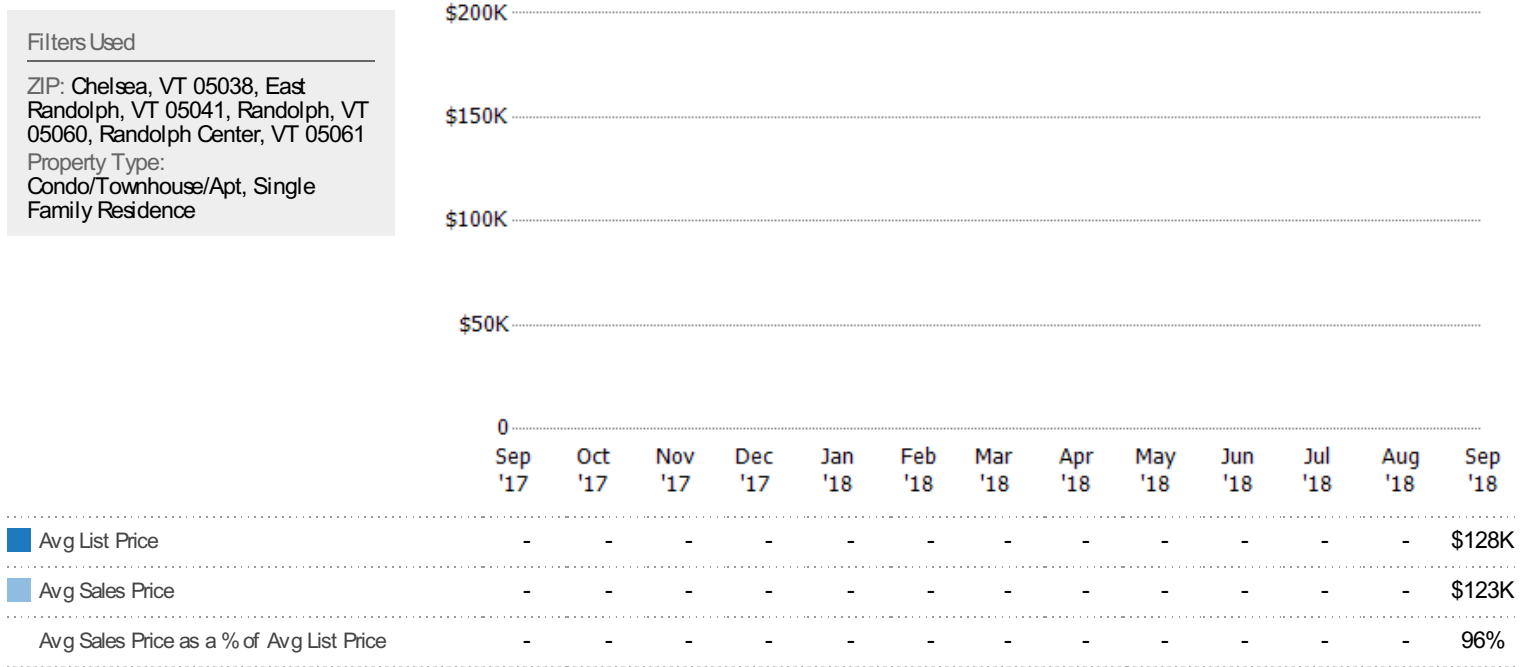 Filters Used
ZIP: Chelsea, VT 05038, East
Randolph, VT 05041, Randolph, VT
05060, Randolph Center, VT 05061
Property Type:
Condo/Townhouse/Apt, Single
Family Residence
$200K
$150K
$100K
$50K
0
Sep Oct Nov Dec Jan Feb Mar Apr May Jun Jul Aug Sep
'17 '17 '17 '17 '18 '18 '18 '18 '18 '18 '18 '18 '18
Avg List Price - - - - - - - - - - - - $128K
Avg Sales Price - - - - - - - - - - - - $123K
Avg Sales Price as a % of Avg List Price - - - - - - - - - - - - 96%